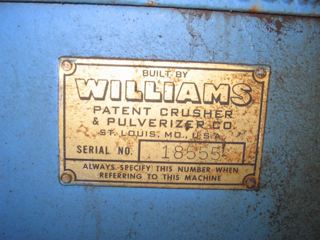 BUILT BY
WILLIAMS
PATENT CRUSHER
& PULVERIZER CO.
ST. LOUIS, MO., U.S.A.
SERIAL NO. 18555
ALWAYS SPECIFY THIS NUMBER WHEN
REFERRING TO THIS MACHINE